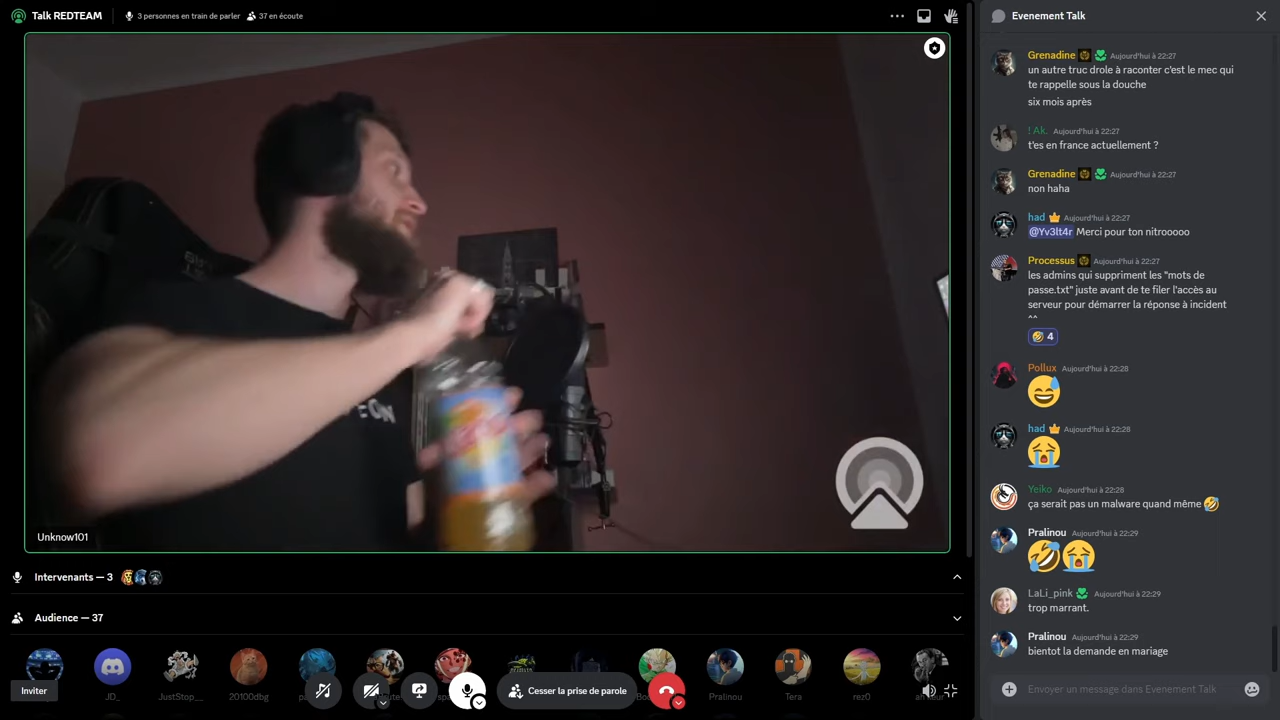 Talk REDTEAM
3 personnes en train de parler
37 en écoute
Unknow101
Intervenants — 3
Audience — 37
JD_
JustStop__
20100dbg
Pralinou
Tera
rez0
Inviter
Cesser la prise de parole
Evenement Talk
Grenadine Aujourd'hui à 22:27
un autre truc drole à raconter c'est le mec qui
te rappelle sous la douche
six mois après
! Ak. Aujourd'hui à 22:27
t'es en france actuellement ?
Grenadine Aujourd'hui à 22:27
non haha
had Aujourd'hui à 22:27
@Yv3lt4r Merci pour ton nitrooooo
Processus Aujourd'hui à 22:27
les admins qui suppriment les "mots de
passe.txt" juste avant de te filer l'accès au
serveur pour démarrer la réponse à incident
^^
🤣 4
Pollux Aujourd'hui à 22:28
😅
had Aujourd'hui à 22:28
😭
Yeiko Aujourd'hui à 22:28
ça serait pas un malware quand même 🤣
Pralinou Aujourd'hui à 22:29
🤣😭
LaLi_pink Aujourd'hui à 22:29
trop marrant.
Pralinou Aujourd'hui à 22:29
bientot la demande en mariage
Envoyer un message dans Evenement Talk